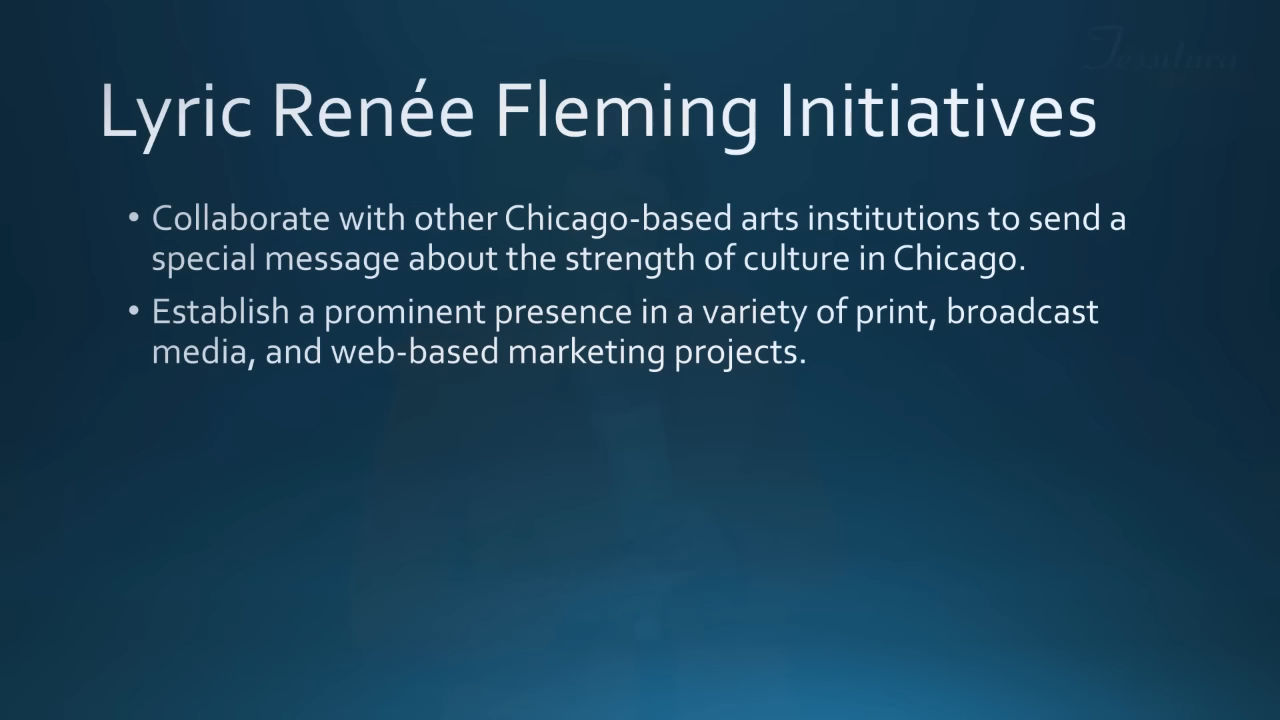 Tessitura
Lyric Renée Fleming Initiatives
• Collaborate with other Chicago-based arts institutions to send a
special message about the strength of culture in Chicago.
• Establish a prominent presence in a variety of print, broadcast
media, and web-based marketing projects.